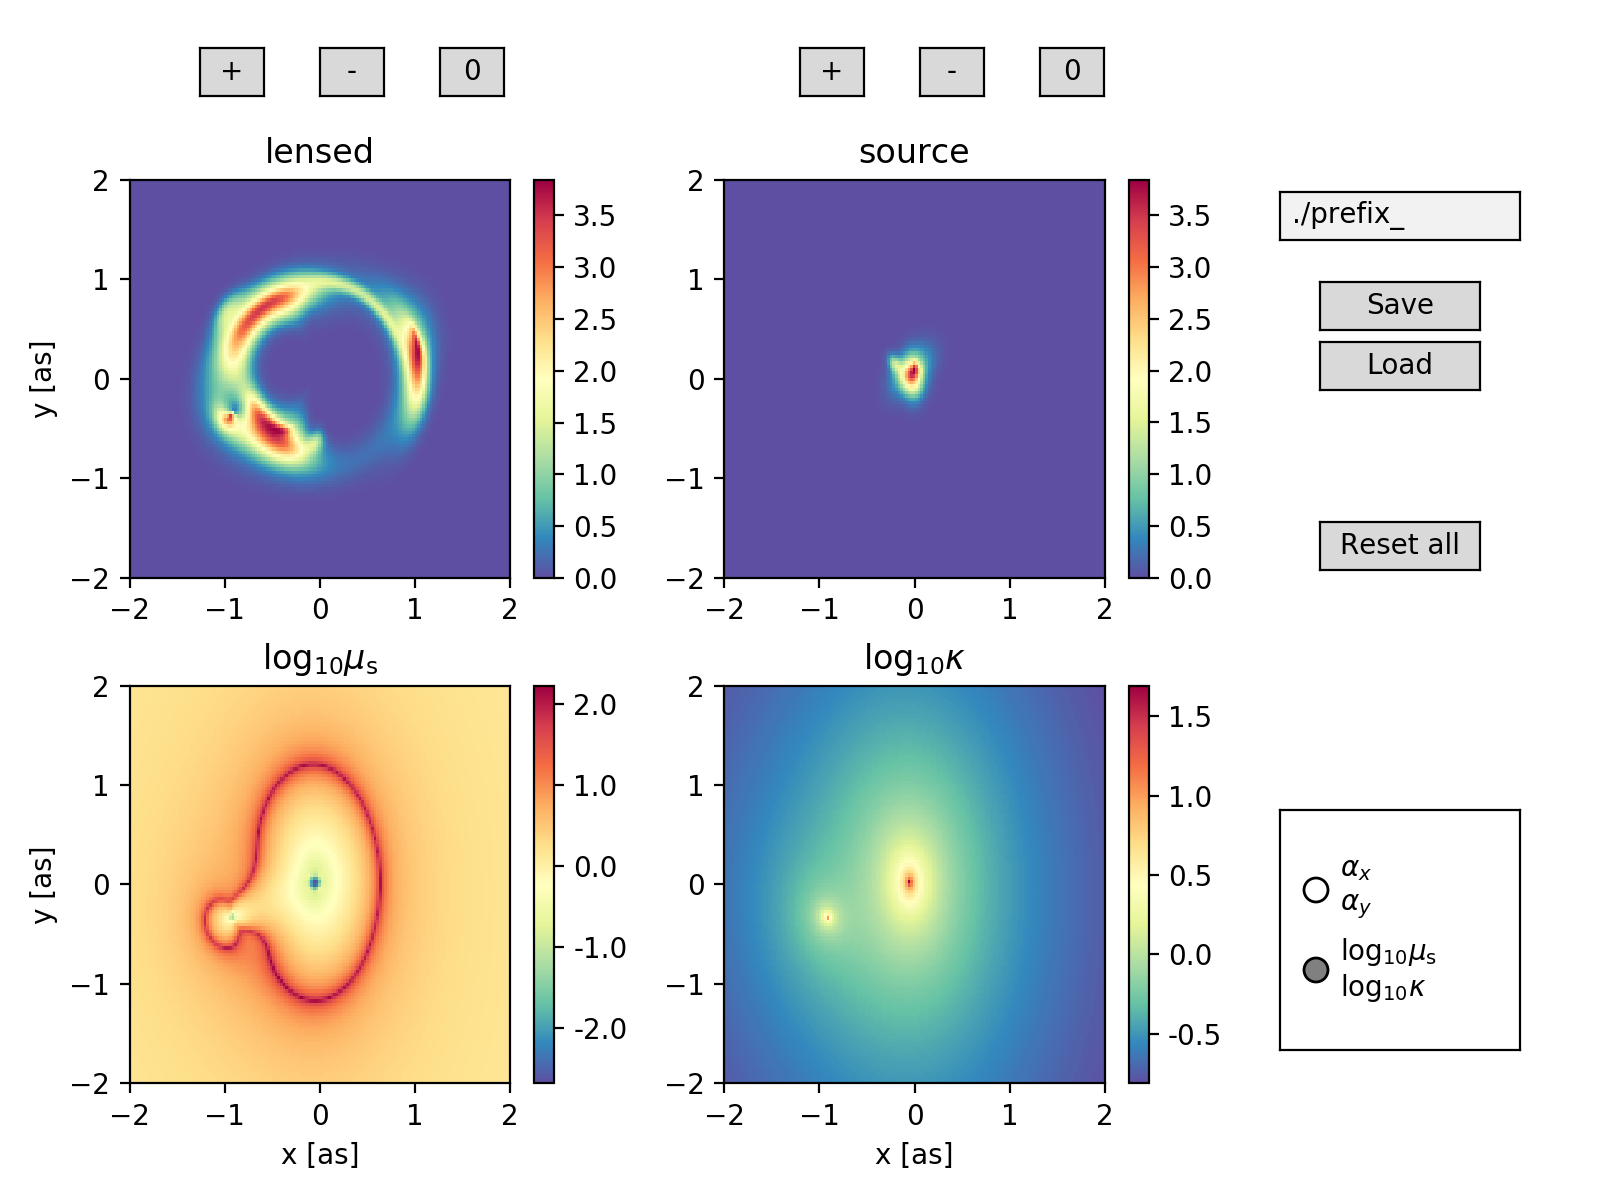 + - 0 + - 0
lensed
source
2
1
0
−1
−2
y [as]
−2 −1 0 1 2
3.5
3.0
2.5
2.0
1.5
1.0
0.5
0.0
2
1
0
−1
−2
−2 −1 0 1 2
3.5
3.0
2.5
2.0
1.5
1.0
0.5
0.0
./prefix_
Save
Load
Reset all
log₁₀μₛ
2
1
0
−1
−2
y [as]
−2 −1 0 1 2
x [as]
2.0
1.0
0.0
-1.0
-2.0
log₁₀κ
2
1
0
−1
−2
−2 −1 0 1 2
x [as]
1.5
1.0
0.5
0.0
-0.5
αₓ
α_y
log₁₀μₛ
log₁₀κ